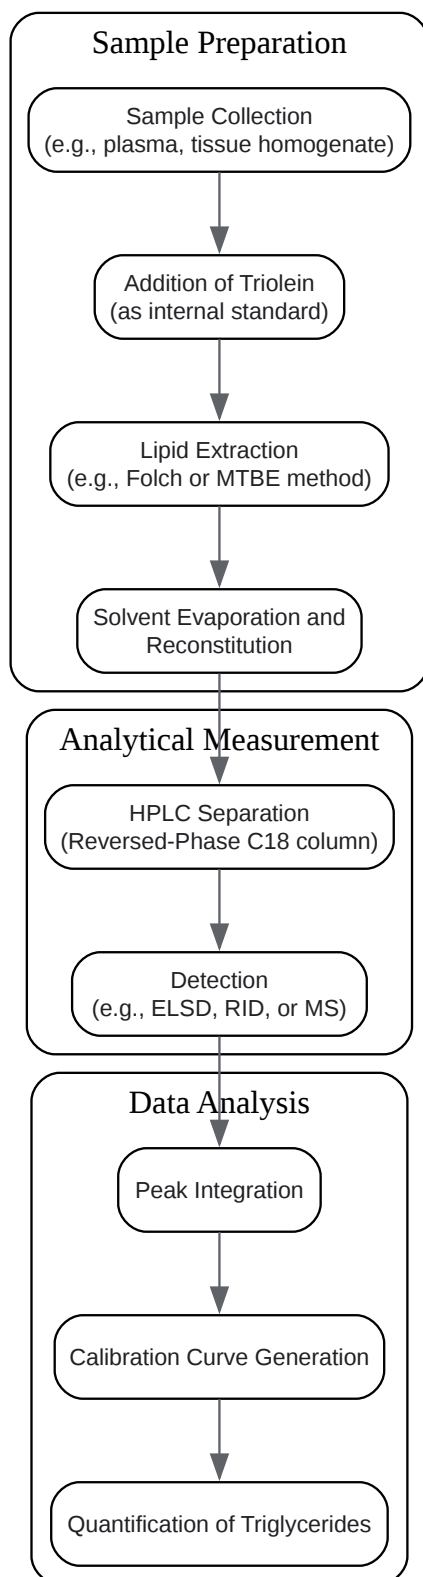 Sample Preparation
Sample Collection
(e.g., plasma, tissue homogenate)
Addition of Triolein
(as internal standard)
Lipid Extraction
(e.g., Folch or MTBE method)
Solvent Evaporation and
Reconstitution
Analytical Measurement
HPLC Separation
(Reversed-Phase C18 column)
Detection
(e.g., ELSD, RID, or MS)
Data Analysis
Peak Integration
Calibration Curve Generation
Quantification of Triglycerides